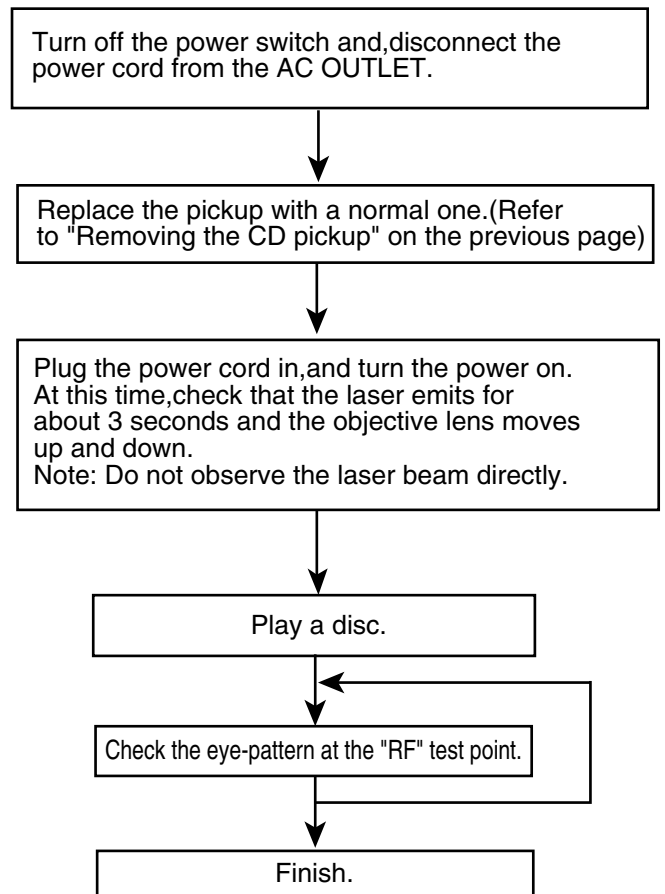 Turn off the power switch and,disconnect the
power cord from the AC OUTLET.
Replace the pickup with a normal one.(Refer
to "Removing the CD pickup" on the previous page)
Plug the power cord in,and turn the power on.
At this time,check that the laser emits for
about 3 seconds and the objective lens moves
up and down.
Note: Do not observe the laser beam directly.
Play a disc.
Check the eye-pattern at the "RF" test point.
Finish.